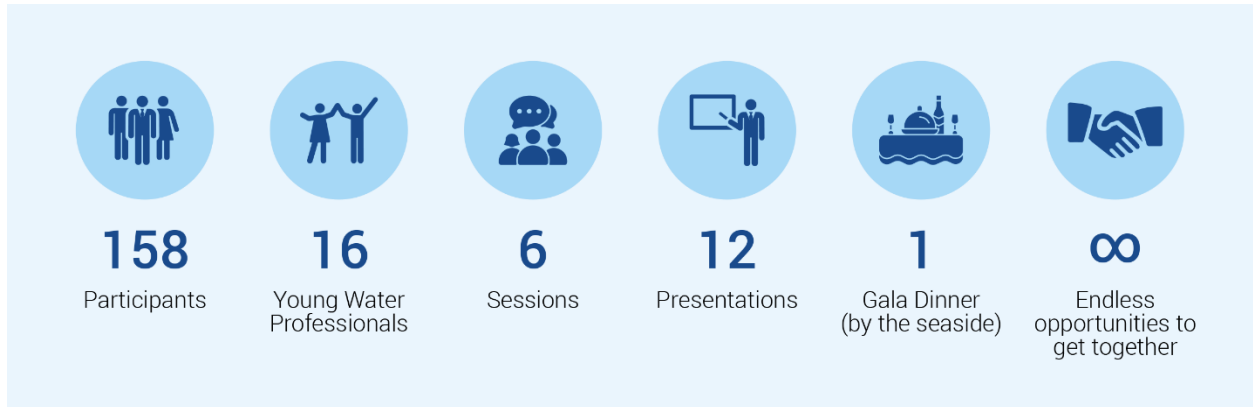 158
Participants
16
Young Water
Professionals
6
Sessions
12
Presentations
1
Gala Dinner
(by the seaside)
∞
Endless
opportunities to
get together